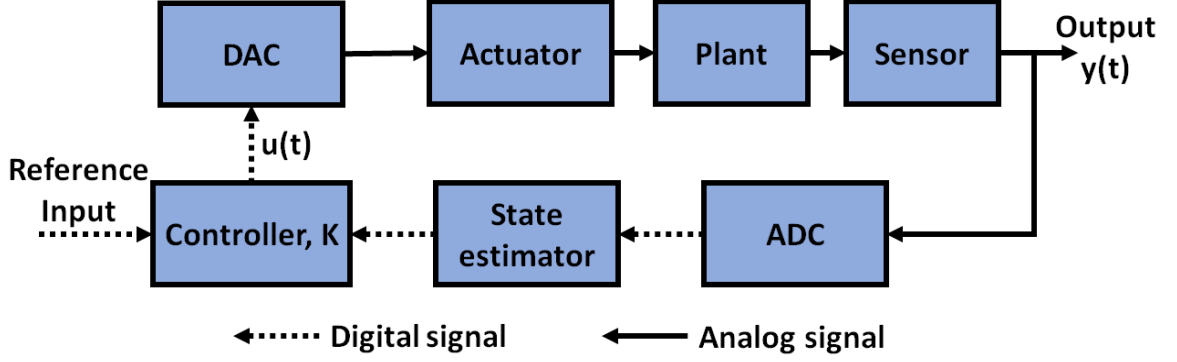 DAC
Actuator
Plant
Sensor
Output
y(t)
u(t)
Reference
Input
Controller, K
State
estimator
ADC
Digital signal
Analog signal